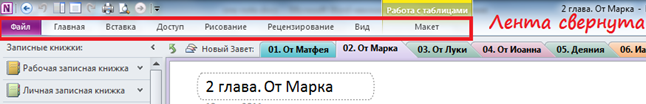 Работа с таблицами
2 глава. От Марка
Файл Главная Вставка Доступ Рисование Рецензирование Вид Макет
Лента свернута
Записные книжки: Новый Завет: 01. От Матфея 02. От Марка 03. От Луки 04. От Иоанна 05. Деяния 06. Иа
Рабочая записная книжка
Личная записная книжка
2 глава. От Марка